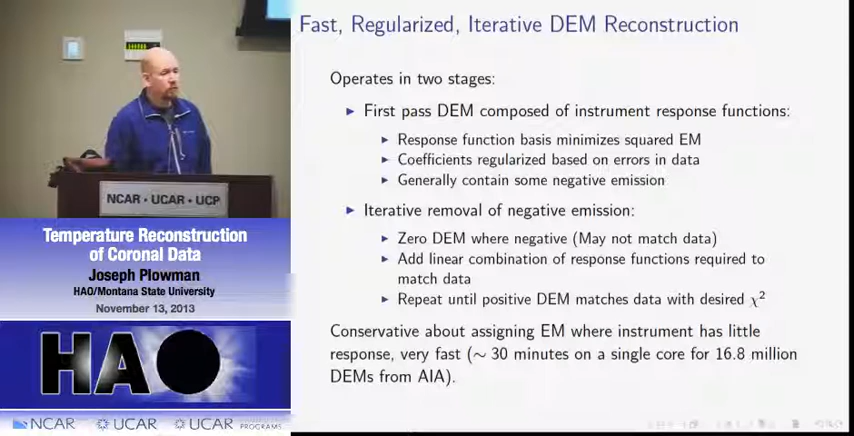 Fast, Regularized, Iterative DEM Reconstruction
Operates in two stages:
First pass DEM composed of instrument response functions:
Response function basis minimizes squared EM
Coefficients regularized based on errors in data
Generally contain some negative emission
Iterative removal of negative emission:
Zero DEM where negative (May not match data)
Add linear combination of response functions required to
match data
Repeat until positive DEM matches data with desired χ²
Conservative about assigning EM where instrument has little
response, very fast (∼ 30 minutes on a single core for 16.8 million
DEMs from AIA).
NCAR • UCAR • UCP
Temperature Reconstruction
of Coronal Data
Joseph Plowman
HAO/Montana State University
November 13, 2013
HAO
NCAR UCAR UCAR
PROGRAMS